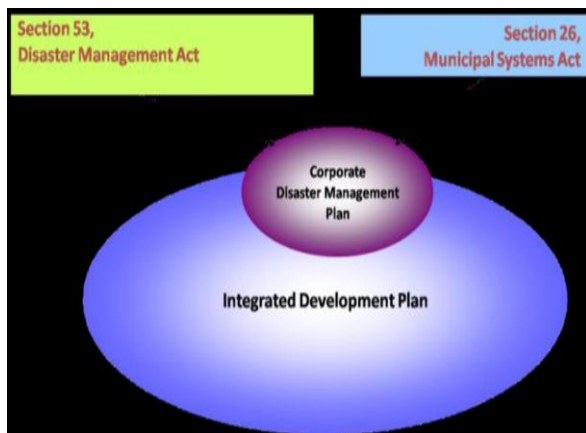 Section 53,
Disaster Management Act
Section 26,
Municipal Systems Act
Corporate
Disaster Management
Plan
Integrated Development Plan